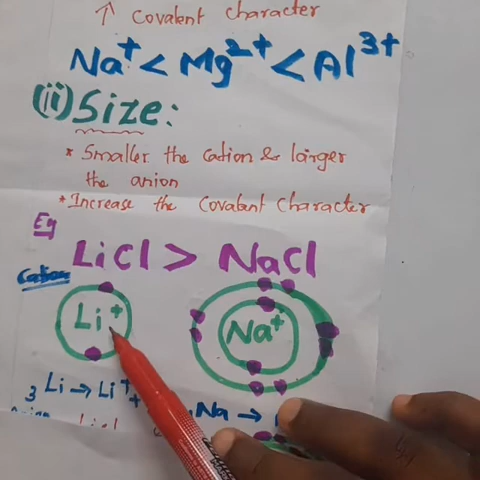 ↑ Covalent character
Na⁺ < Mg²⁺ < Al³⁺
(ii) Size:
* Smaller the Cation & larger
the anion
* Increase the Covalent Character
Eg
LiCl > NaCl
Cation
Li⁺ Na⁺
₃Li → Li⁺ Na →